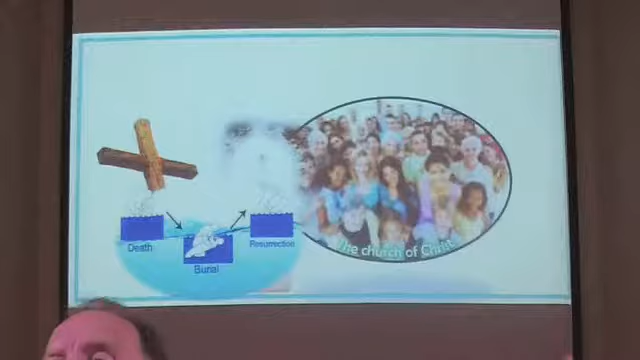 Death
Burial
Resurrection
The church of Christ